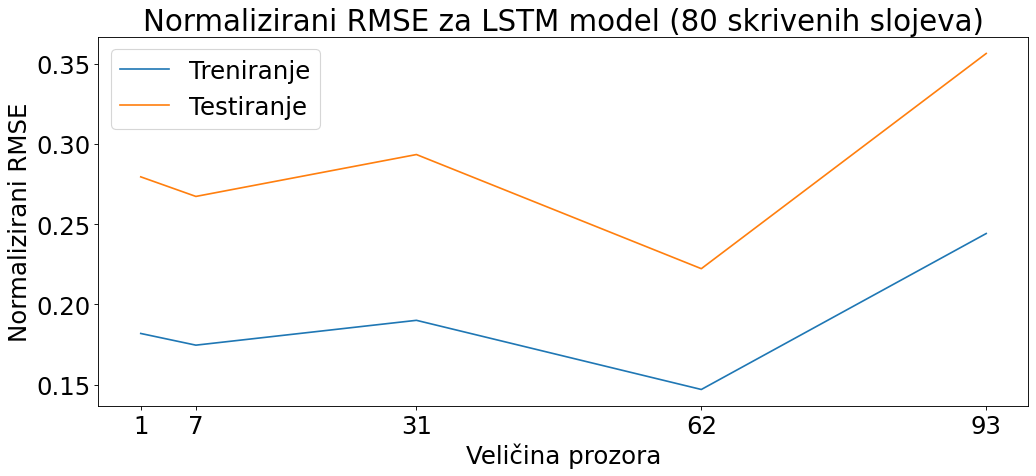 Normalizirani RMSE za LSTM model (80 skrivenih slojeva)
Treniranje
Testiranje
Normalizirani RMSE
0.35
0.30
0.25
0.20
0.15
1 7 31 62 93
Veličina prozora